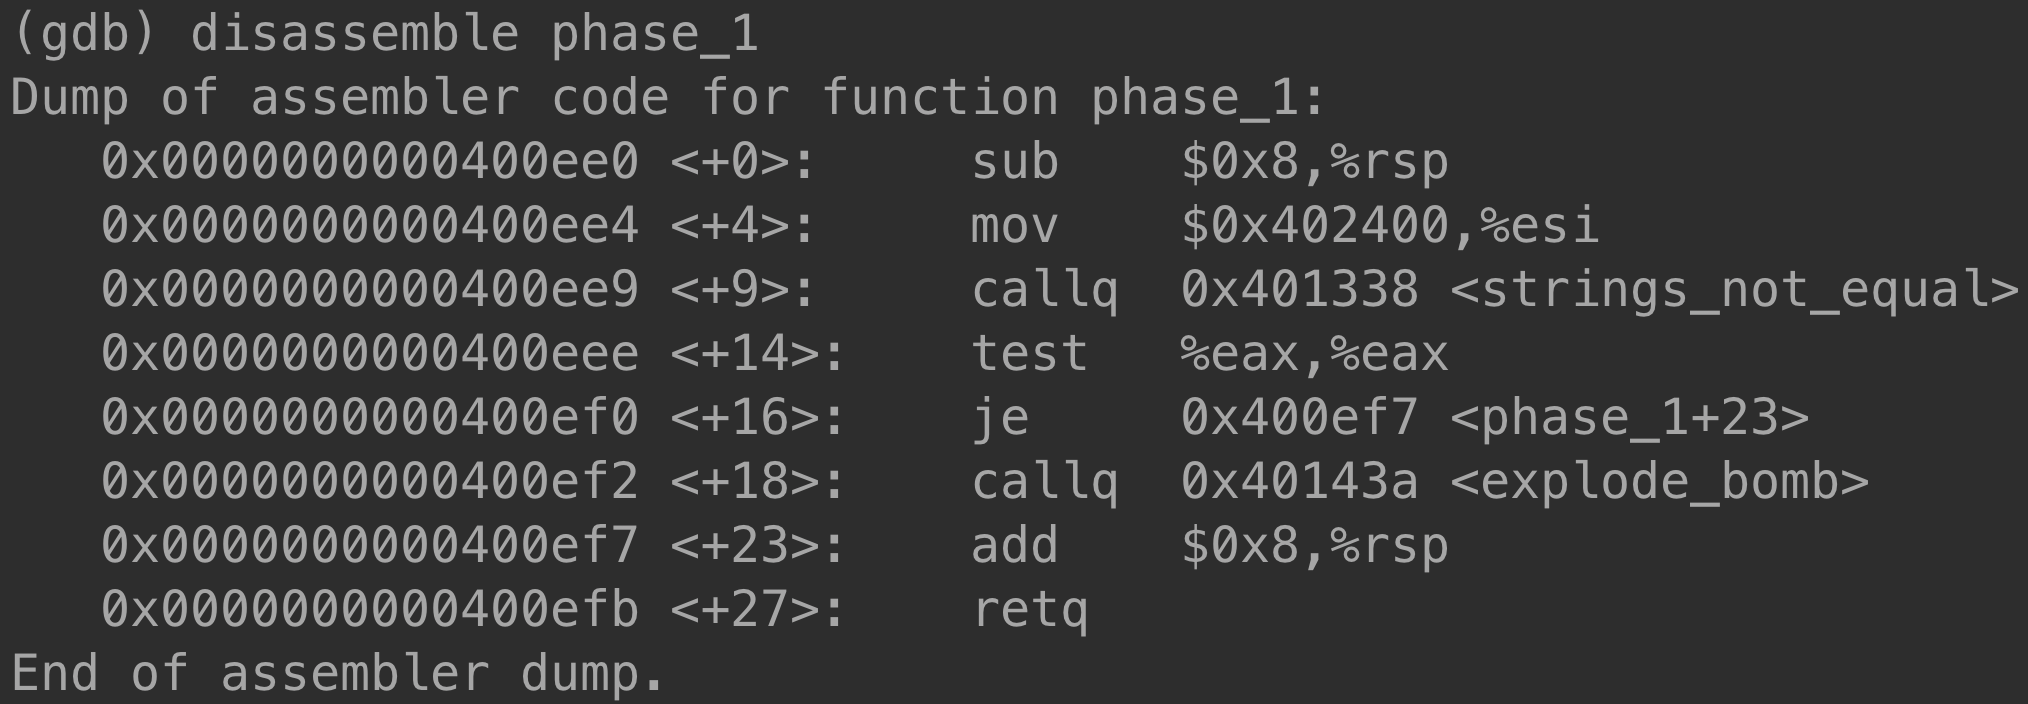 (gdb) disassemble phase_1
Dump of assembler code for function phase_1:
   0x0000000000400ee0 <+0>:     sub    $0x8,%rsp
   0x0000000000400ee4 <+4>:     mov    $0x402400,%esi
   0x0000000000400ee9 <+9>:     callq  0x401338 <strings_not_equal>
   0x0000000000400eee <+14>:    test   %eax,%eax
   0x0000000000400ef0 <+16>:    je     0x400ef7 <phase_1+23>
   0x0000000000400ef2 <+18>:    callq  0x40143a <explode_bomb>
   0x0000000000400ef7 <+23>:    add    $0x8,%rsp
   0x0000000000400efb <+27>:    retq
End of assembler dump.